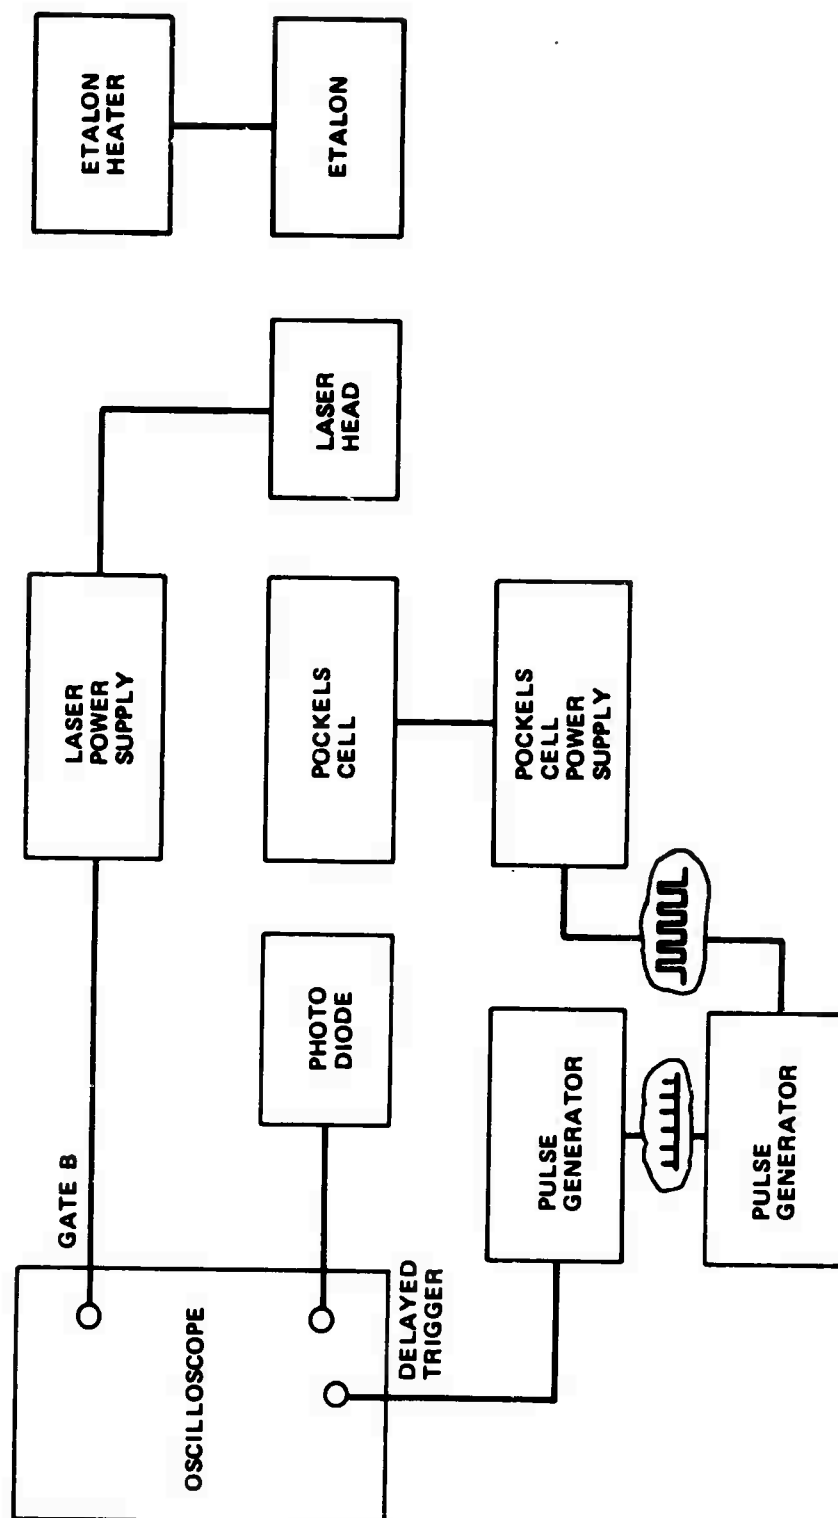 OSCILLOSCOPE
GATE B
DELAYED
TRIGGER
LASER
POWER
SUPPLY
PHOTO
DIODE
POCKELS
CELL
LASER
HEAD
ETALON
HEATER
ETALON
PULSE
GENERATOR
POCKELS
CELL
POWER
SUPPLY
PULSE
GENERATOR